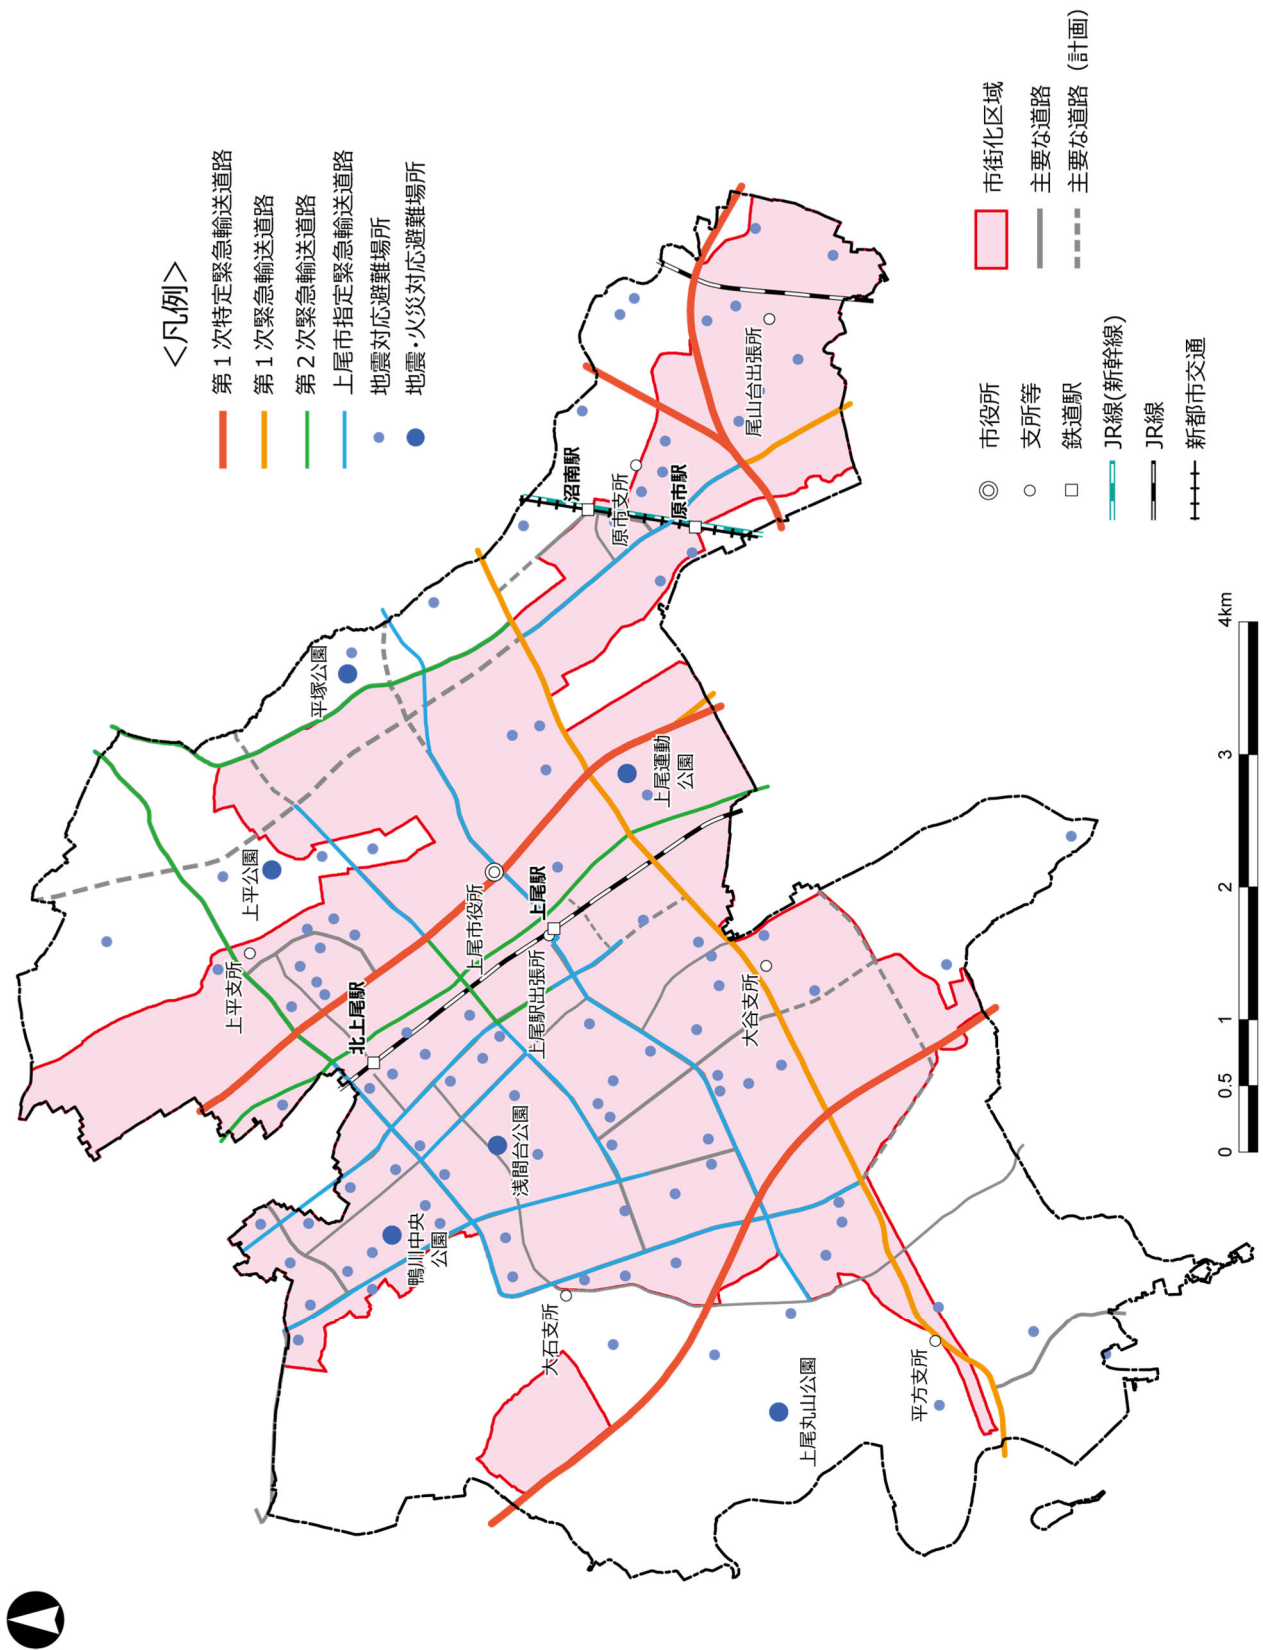 <凡例>
第1次特定緊急輸送道路
第1次緊急輸送道路
第2次緊急輸送道路
上尾市指定緊急輸送道路
地震対応避難場所
地震・火災対応避難場所
市役所
支所等
鉄道駅
JR線(新幹線)
JR線
新都市交通
市街化区域
主要な道路
主要な道路(計画)
平塚公園
上平公園
上平支所
北上尾駅
上尾市役所
上尾駅
上尾駅出張所
上尾運動
公園
沼南駅
原市支所
原市駅
尾山台出張所
浅間台公園
鴨川中央
公園
大石支所
大谷支所
上尾丸山公園
平方支所
0
0.5
1
2
3
4km